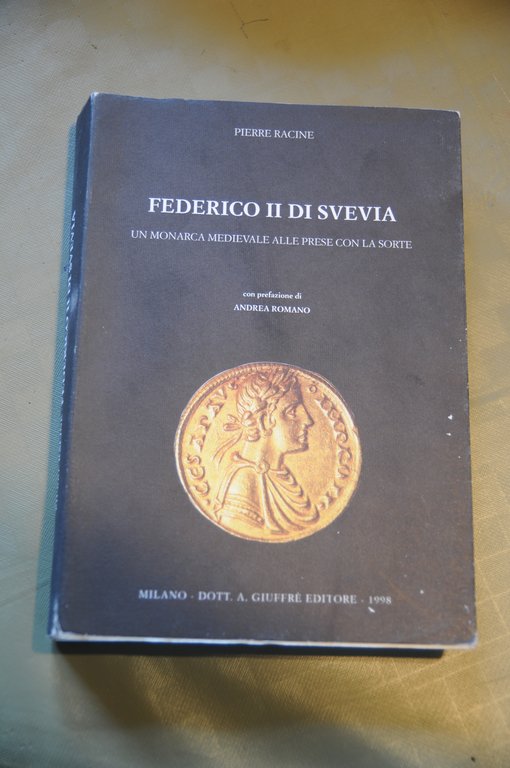 PIERRE RACINE
FEDERICO II DI SVEVIA
UN MONARCA MEDIEVALE ALLE PRESE CON LA SORTE
con prefazione di
ANDREA ROMANO
MILANO - DOTT. A. GIUFFRÈ EDITORE - 1998